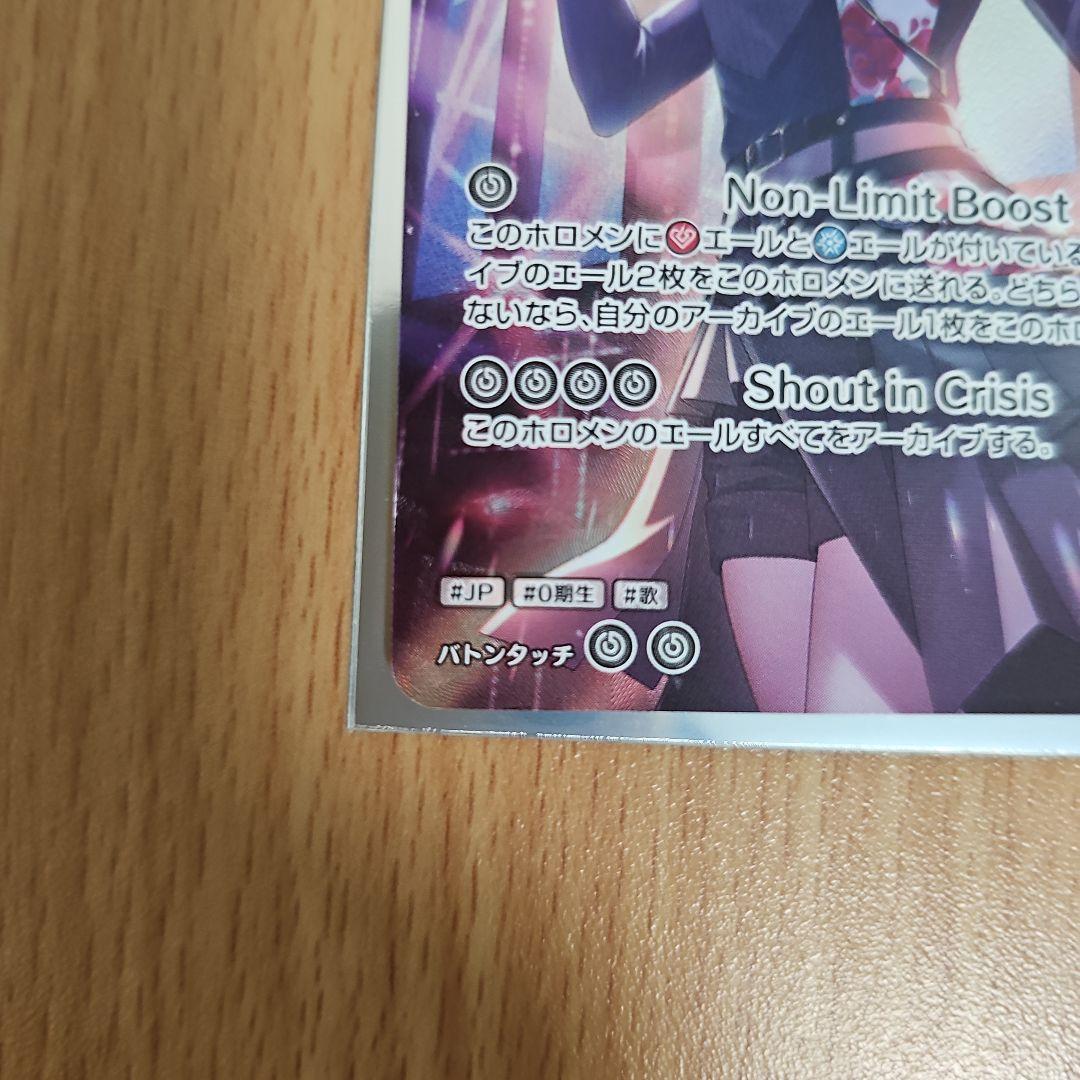 Non-Limit Boost
このホロメンにエールとエールが付いている
イブのエール2枚をこのホロメンに送れる。どちら
ないなら、自分のアーカイブのエール1枚をこのホロ
Shout in Crisis
このホロメンのエールすべてをアーカイブする。
#JP #0期生 #歌
バトンタッチ